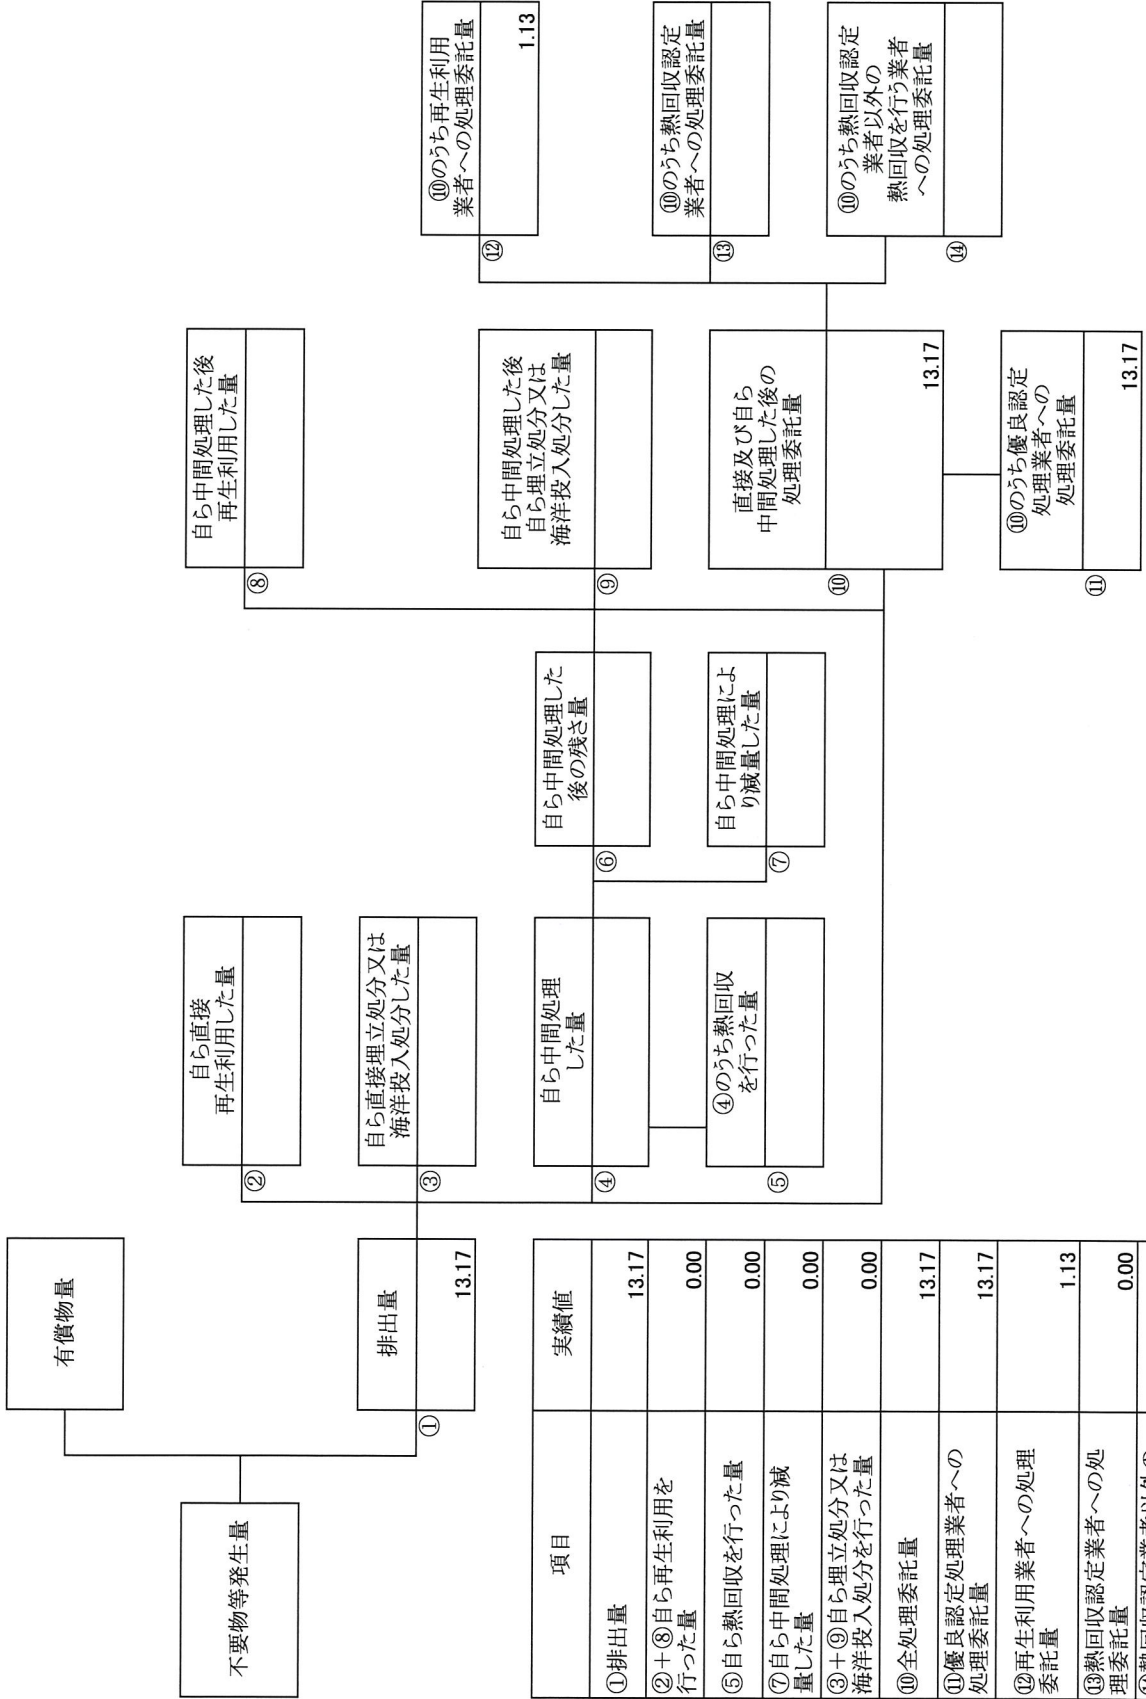 不要物等発生量
有償物量
排出量
①
13.17
自ら直接
再生利用した量
②
自ら直接埋立処分又は
海洋投入処分した量
③
自ら中間処理
した量
④
④のうち熱回収
を行った量
⑤
自ら中間処理した
後の残さ量
⑥
自ら中間処理によ
り減量した量
⑦
自ら中間処理した後
再生利用した量
⑧
自ら中間処理した後
自ら埋立処分又は
海洋投入処分した量
⑨
直接及び自ら
中間処理した後の
処理委託量
⑩
13.17
⑩のうち優良認定
処理業者への
処理委託量
⑪
13.17
⑩のうち再生利用
業者への処理委託量
⑫
1.13
⑩のうち熱回収認定
業者への処理委託量
⑬
⑩のうち熱回収認定
業者以外の
熱回収を行う業者
への処理委託量
⑭
項目 実績値
①排出量 13.17
②+⑧自ら再生利用を
行った量 0.00
⑤自ら熱回収を行った量 0.00
⑦自ら中間処理により減
量した量 0.00
③+⑨自ら埋立処分又は
海洋投入処分を行った量 0.00
⑩全処理委託量 13.17
⑪優良認定処理業者への
処理委託量 13.17
⑫再生利用業者への処理
委託量 1.13
⑬熱回収認定業者への処
理委託量 0.00